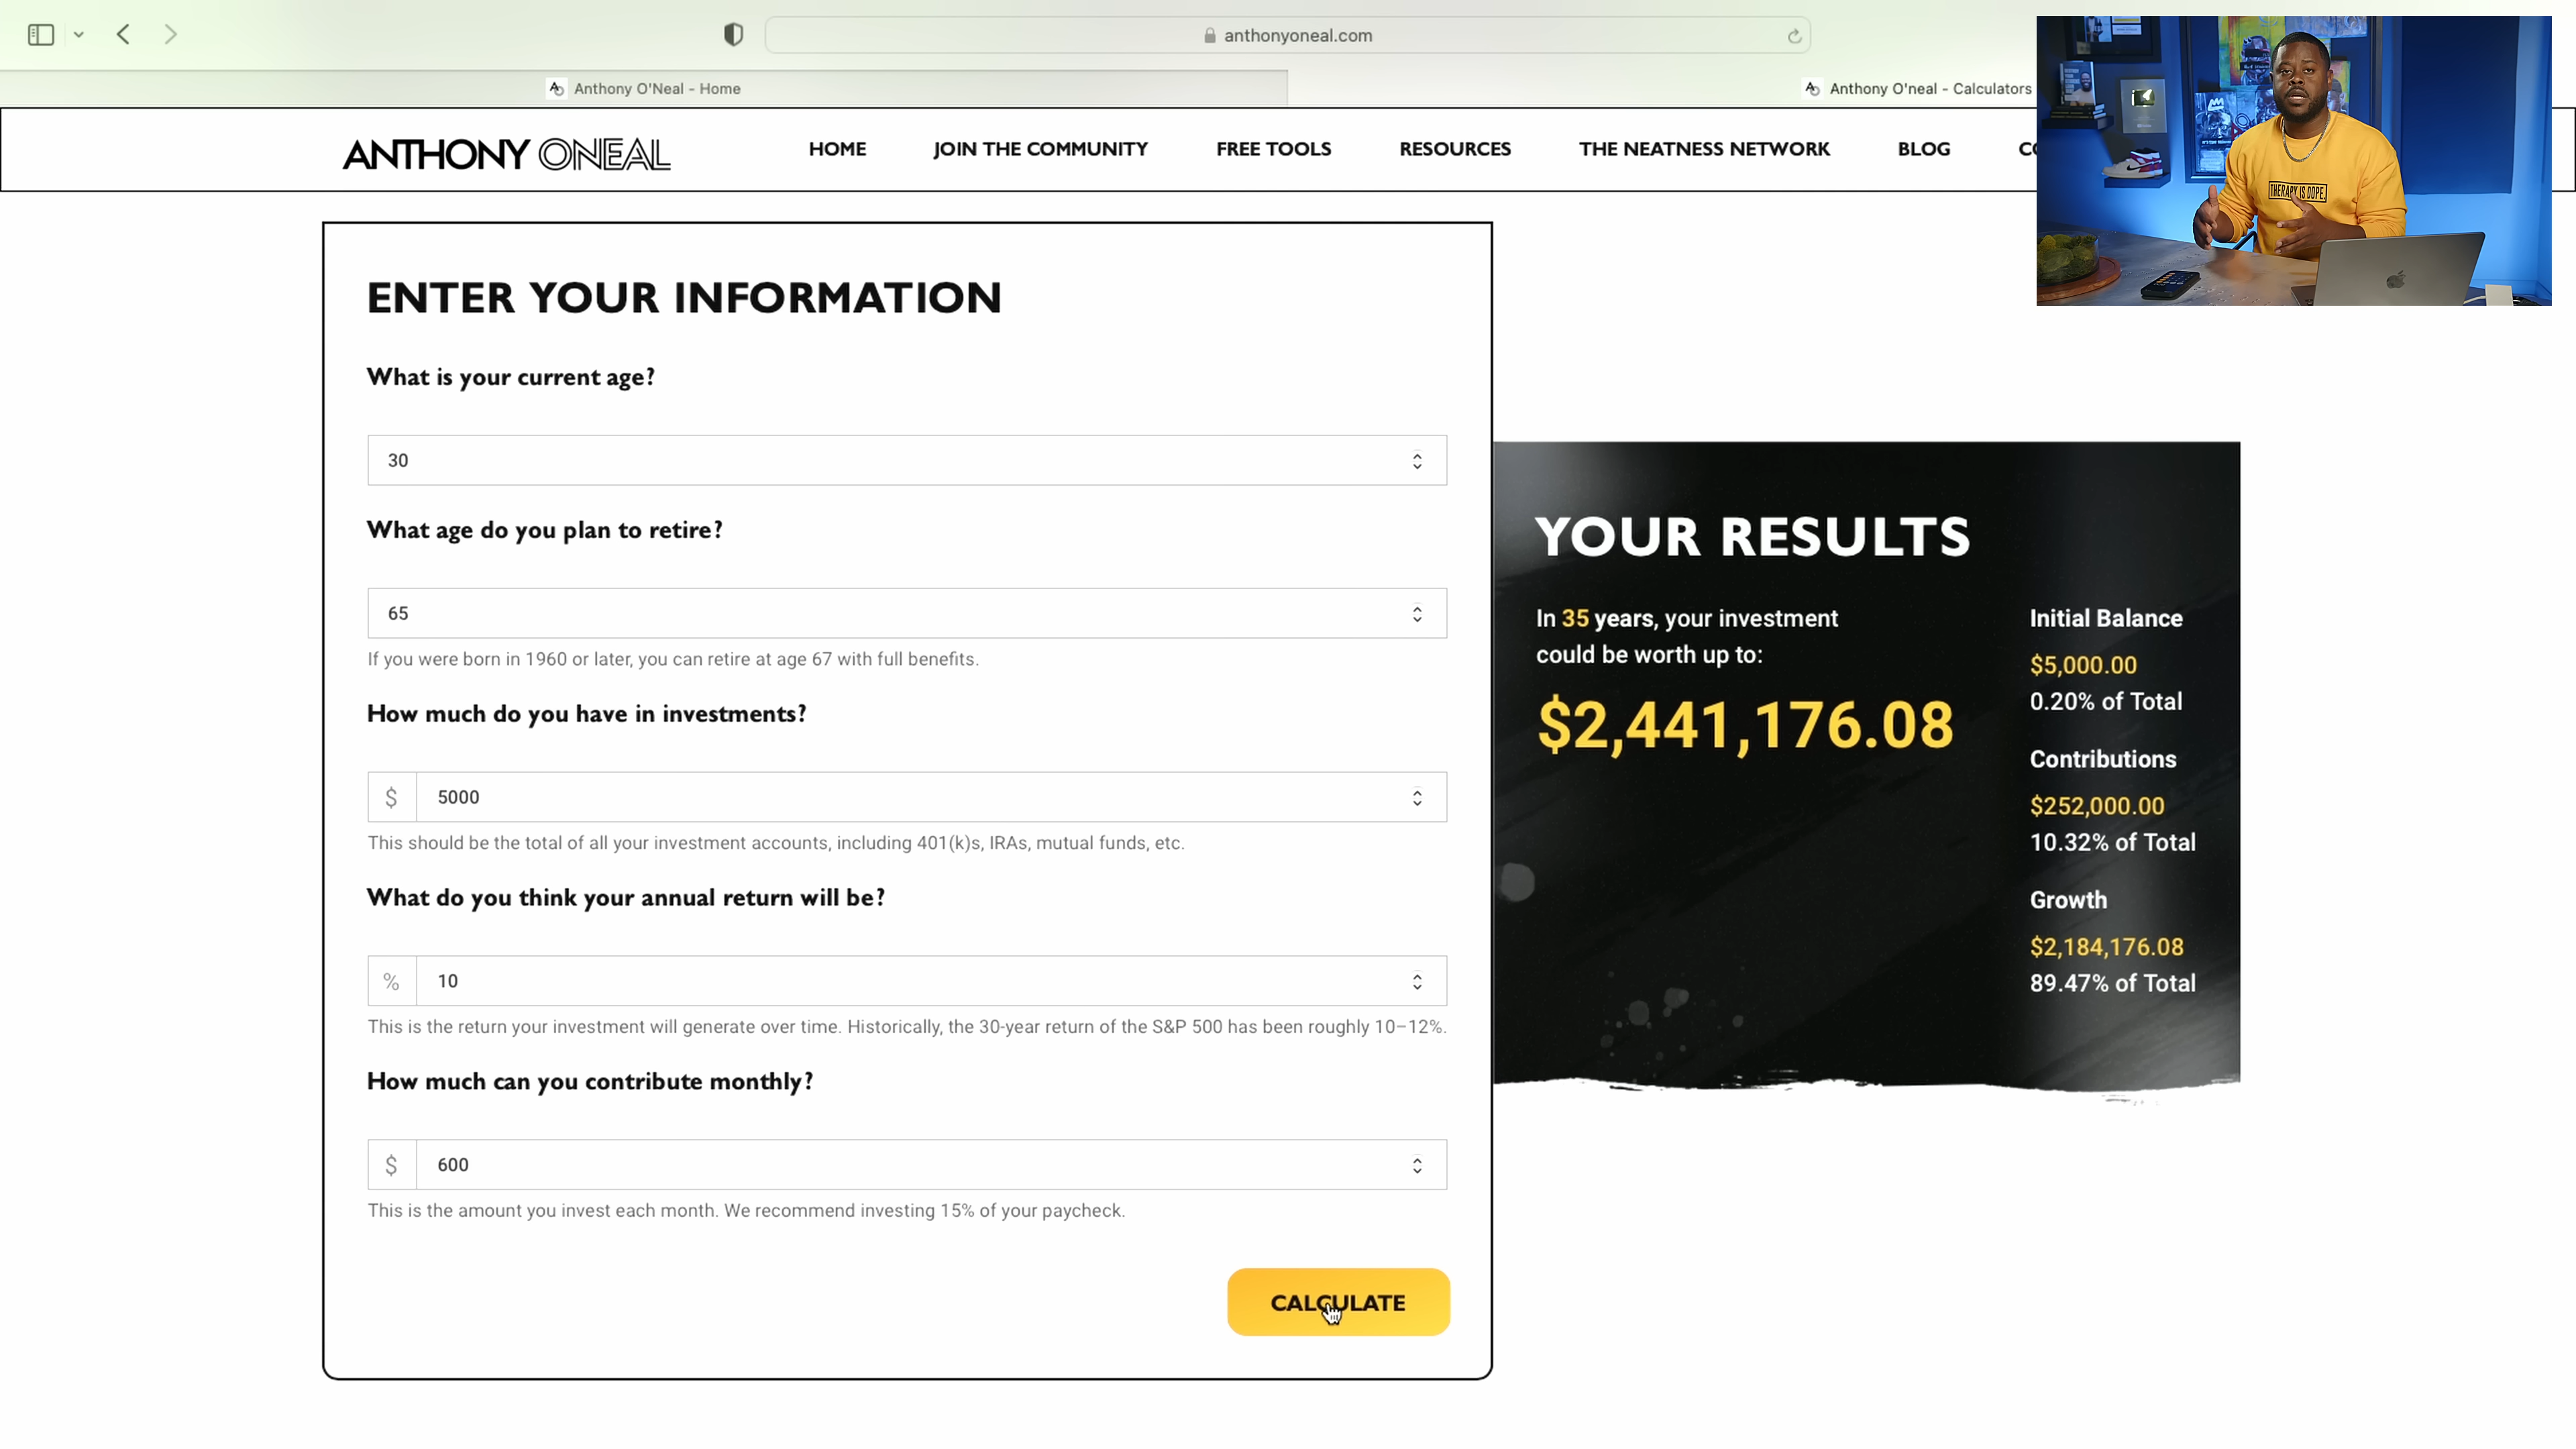 anthonyoneal.com
Anthony O'Neal - Home
Anthony O'neal - Calculators
ANTHONY ONEAL
HOME
JOIN THE COMMUNITY
FREE TOOLS
RESOURCES
THE NEATNESS NETWORK
BLOG
THERAPY IS DOPE.
ENTER YOUR INFORMATION
What is your current age?
30
What age do you plan to retire?
65
If you were born in 1960 or later, you can retire at age 67 with full benefits.
How much do you have in investments?
$ 5000
This should be the total of all your investment accounts, including 401(k)s, IRAs, mutual funds, etc.
What do you think your annual return will be?
% 10
This is the return your investment will generate over time. Historically, the 30-year return of the S&P 500 has been roughly 10–12%.
How much can you contribute monthly?
$ 600
This is the amount you invest each month. We recommend investing 15% of your paycheck.
CALCULATE
YOUR RESULTS
In 35 years, your investment
could be worth up to:
$2,441,176.08
Initial Balance
$5,000.00
0.20% of Total
Contributions
$252,000.00
10.32% of Total
Growth
$2,184,176.08
89.47% of Total